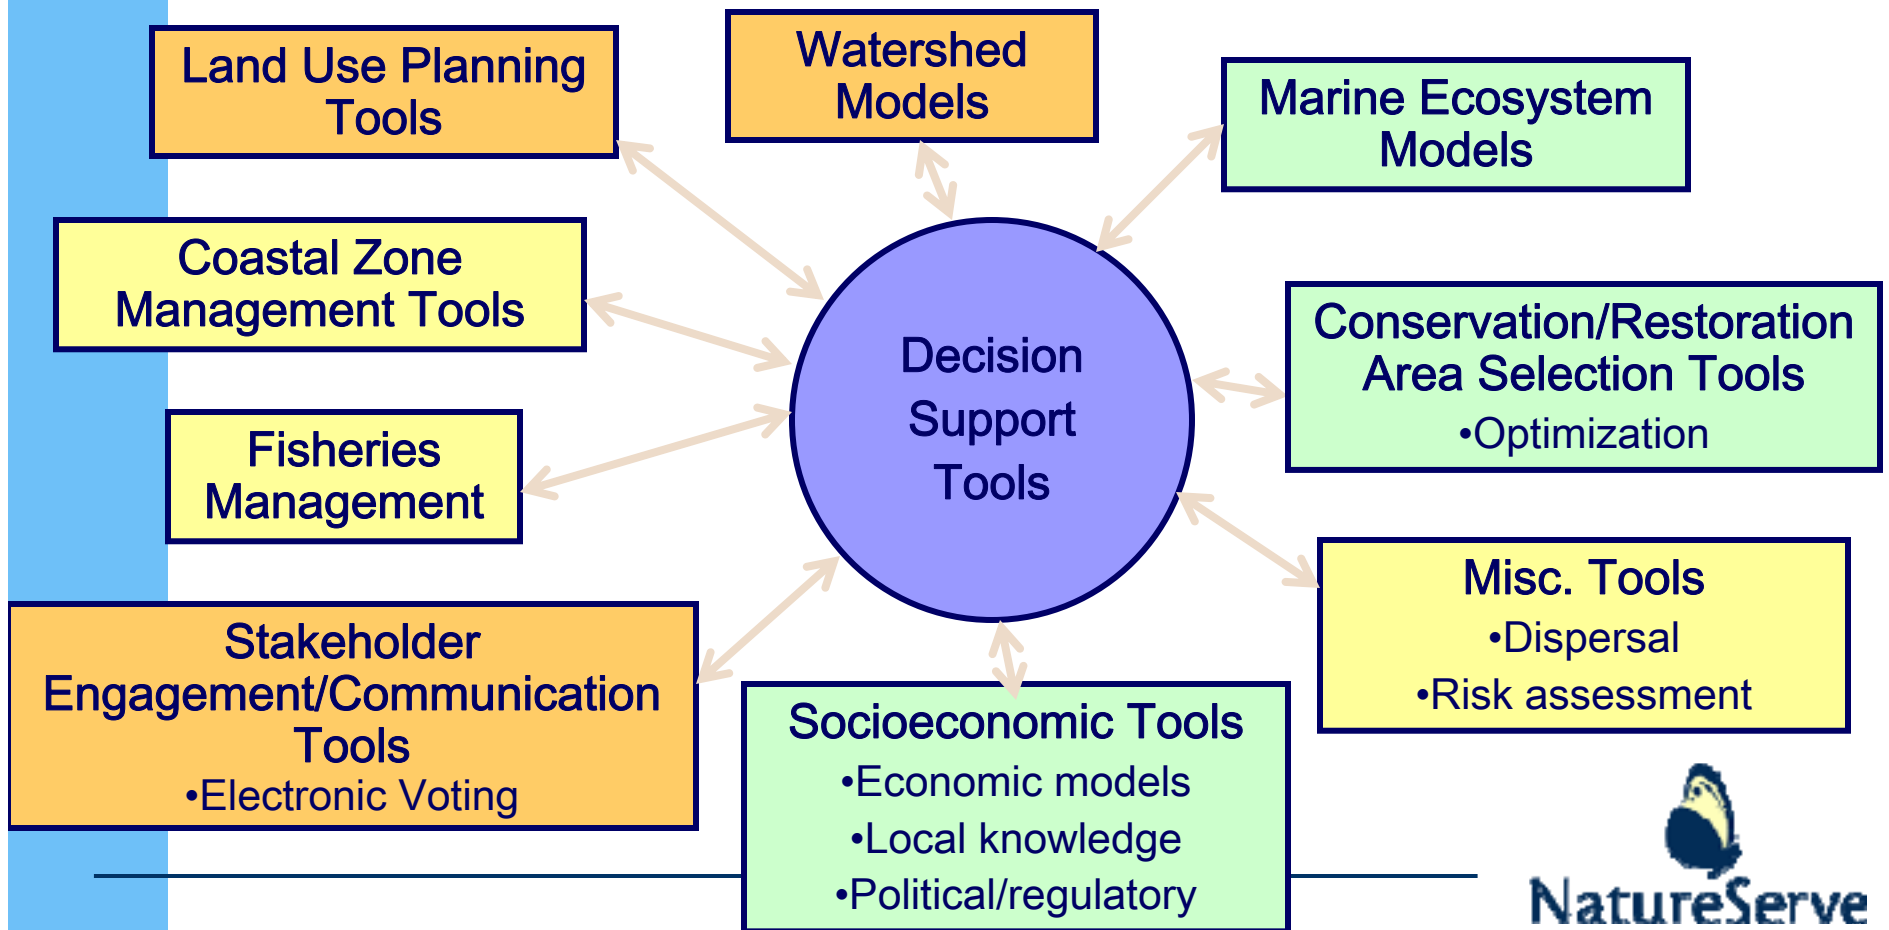 Land Use Planning
Tools
Watershed
Models
Marine Ecosystem
Models
Coastal Zone
Management Tools
Decision
Support
Tools
Conservation/Restoration
Area Selection Tools
•Optimization
Fisheries
Management
Misc. Tools
•Dispersal
•Risk assessment
Stakeholder
Engagement/Communication
Tools
•Electronic Voting
Socioeconomic Tools
•Economic models
•Local knowledge
•Political/regulatory
NatureServe